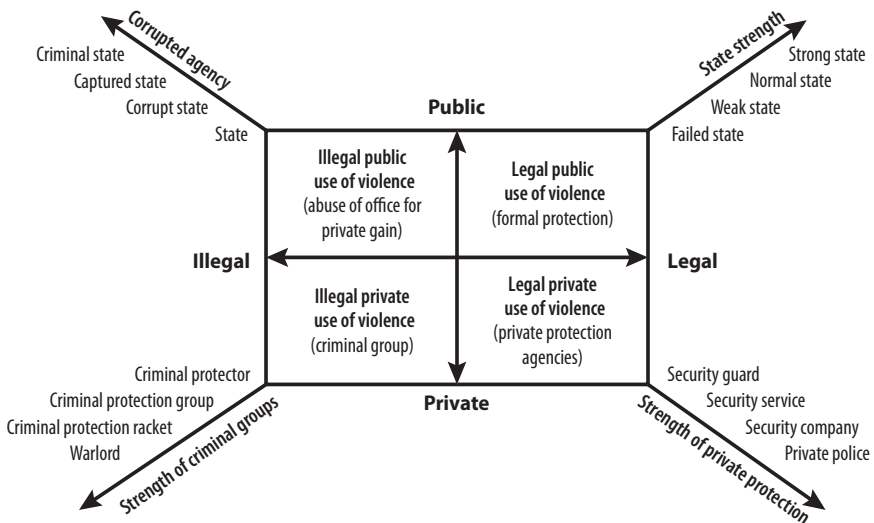 Corrupted agency
Criminal state
Captured state
Corrupt state
State
State strength
Strong state
Normal state
Weak state
Failed state
Public
Illegal public
use of violence
(abuse of office for
private gain)
Legal public
use of violence
(formal protection)
Illegal
Legal
Illegal private
use of violence
(criminal group)
Legal private
use of violence
(private protection
agencies)
Private
Criminal protector
Criminal protection group
Criminal protection racket
Warlord
Strength of criminal groups
Security guard
Security service
Security company
Private police
Strength of private protection